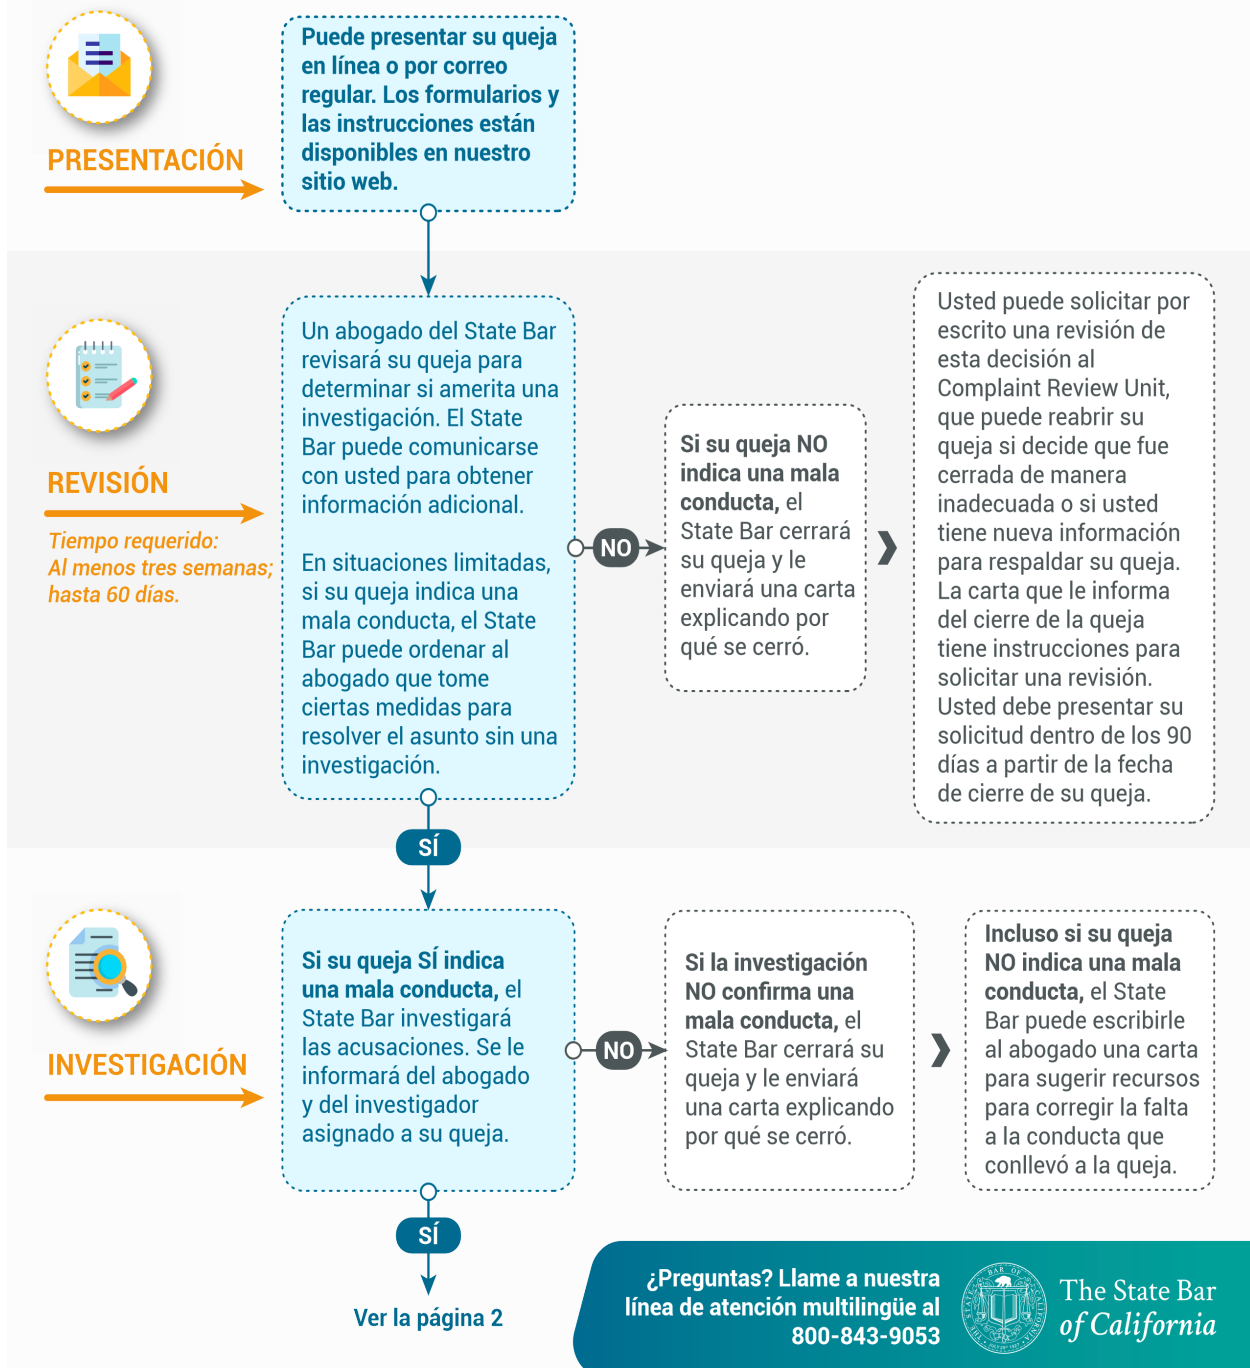 PRESENTACIÓN
Puede presentar su queja
en línea o por correo
regular. Los formularios y
las instrucciones están
disponibles en nuestro
sitio web.
REVISIÓN
Tiempo requerido:
Al menos tres semanas;
hasta 60 días.
Un abogado del State Bar
revisará su queja para
determinar si amerita una
investigación. El State
Bar puede comunicarse
con usted para obtener
información adicional.
En situaciones limitadas,
si su queja indica una
mala conducta, el State
Bar puede ordenar al
abogado que tome
ciertas medidas para
resolver el asunto sin una
investigación.
NO
Si su queja NO
indica una mala
conducta, el
State Bar cerrará
su queja y le
enviará una carta
explicando por
qué se cerró.
Usted puede solicitar por
escrito una revisión de
esta decisión al
Complaint Review Unit,
que puede reabrir su
queja si decide que fue
cerrada de manera
inadecuada o si usted
tiene nueva información
para respaldar su queja.
La carta que le informa
del cierre de la queja
tiene instrucciones para
solicitar una revisión.
Usted debe presentar su
solicitud dentro de los 90
días a partir de la fecha
de cierre de su queja.
SÍ
INVESTIGACIÓN
Si su queja SÍ indica
una mala conducta, el
State Bar investigará
las acusaciones. Se le
informará del abogado
y del investigador
asignado a su queja.
NO
Si la investigación
NO confirma una
mala conducta, el
State Bar cerrará su
queja y le enviará
una carta explicando
por qué se cerró.
Incluso si su queja
NO indica una mala
conducta, el State
Bar puede escribirle
al abogado una carta
para sugerir recursos
para corregir la falta
a la conducta que
conllevó a la queja.
SÍ
Ver la página 2
¿Preguntas? Llame a nuestra
línea de atención multilingüe al
800-843-9053
THE STATE BAR OF CALIFORNIA
JULY 29TH 1927
The State Bar
of California